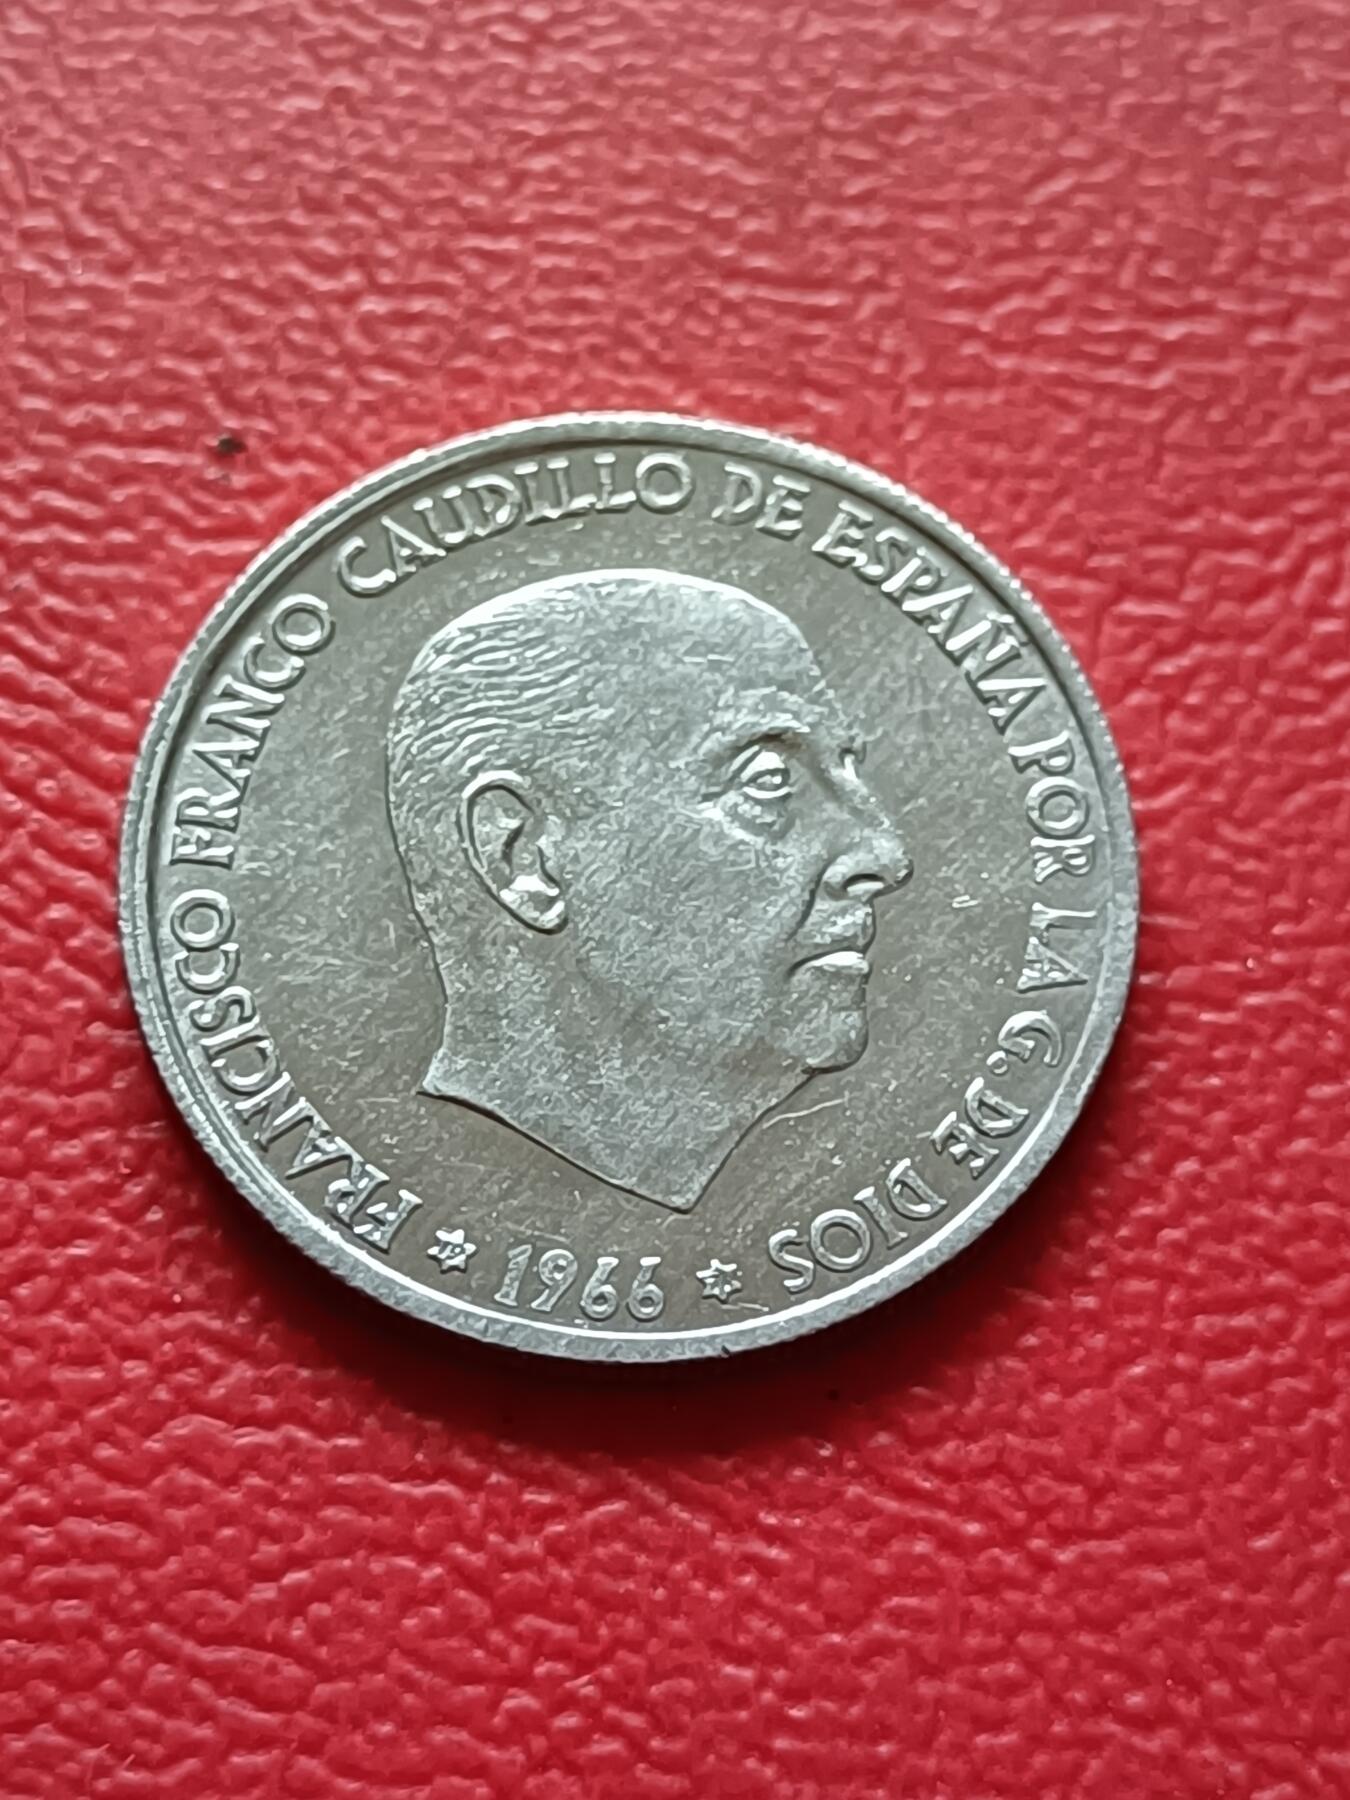 FRANCISCO FRANCO CAUDILLO DE ESPAÑA POR LA G. DE DIOS
* 1966 *